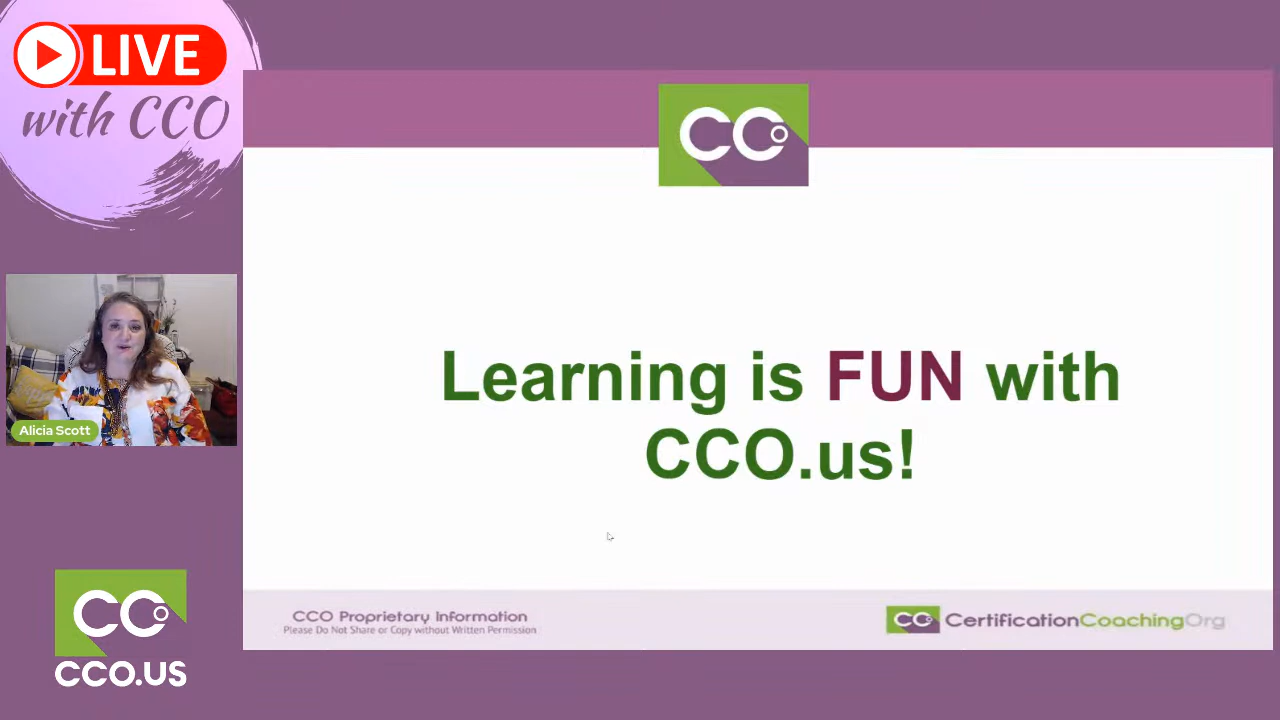 LIVE
with CCO
CCO
Learning is FUN with
CCO.us!
Alicia Scott
CCO
CCO.US
CCO Proprietary Information
Please Do Not Share or Copy without Written Permission
CCO CertificationCoachingOrg